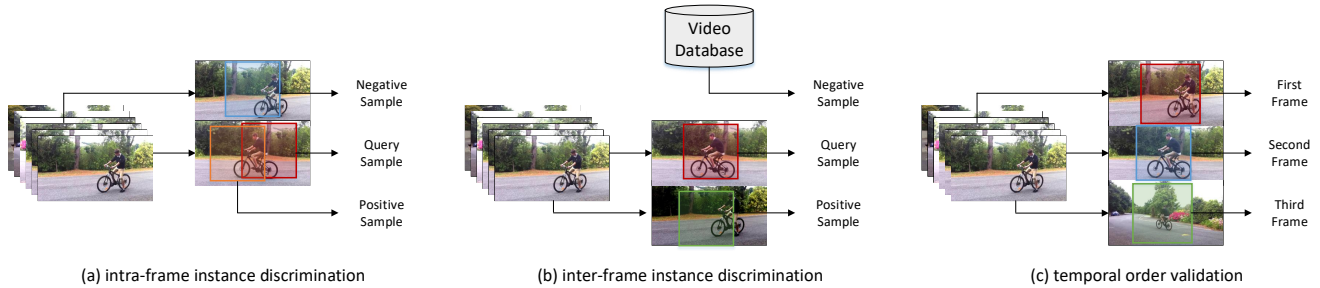 Negative
Sample
Query
Sample
Positive
Sample
(a) intra-frame instance discrimination
Video
Database
Negative
Sample
Query
Sample
Positive
Sample
(b) inter-frame instance discrimination
First
Frame
Second
Frame
Third
Frame
(c) temporal order validation